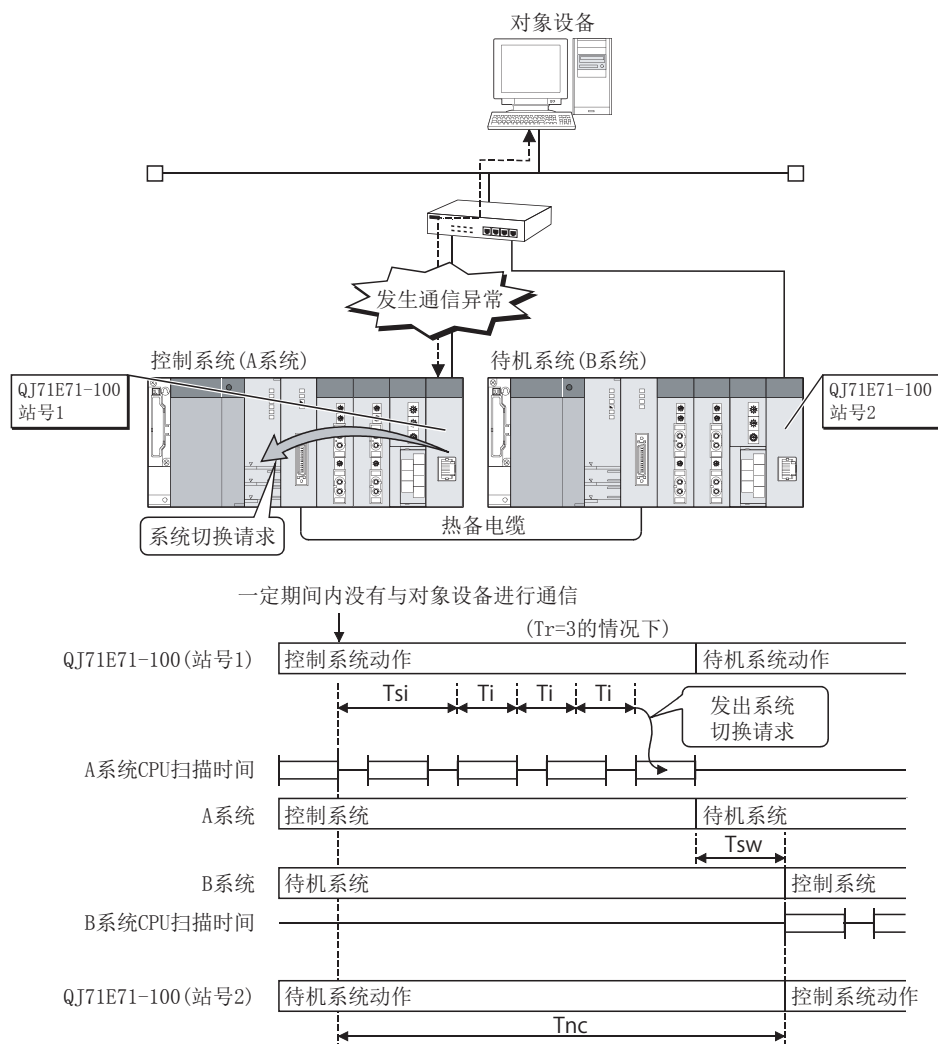 对象设备
发生通信异常
控制系统(A系统)
待机系统(B系统)
QJ71E71-100
站号1
QJ71E71-100
站号2
系统切换请求
热备电缆
一定期间内没有与对象设备进行通信
(Tr=3的情况下)
QJ71E71-100(站号1)
控制系统动作
待机系统动作
Tsi
Ti
Ti
Ti
发出系统
切换请求
A系统CPU扫描时间
A系统
控制系统
待机系统
Tsw
B系统
待机系统
控制系统
B系统CPU扫描时间
QJ71E71-100(站号2)
待机系统动作
控制系统动作
Tnc